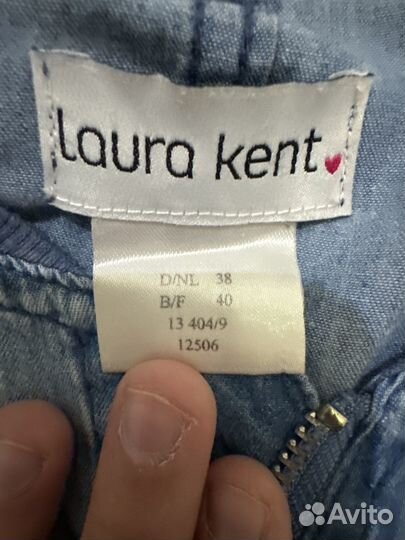 laura kent
D/NL 38
B/F 40
13 404/9
12506
Avito